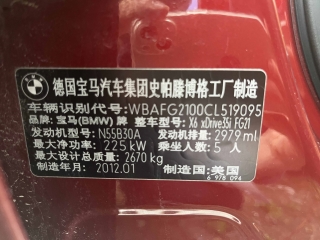 德国宝马汽车集团史帕滕博格工厂制造
车辆识别代号:WBAFG2100CL519095
品牌:宝马(BMW)牌 整车型号:X6 xDrive35i FG21
发动机型号:N55B30A 发动机排量:2979 ml
最大净功率:225 kW 乘坐人数:5 人
最大设计总质量:2670 kg
制造年月:2012.01 制造国:美国
6 978 094